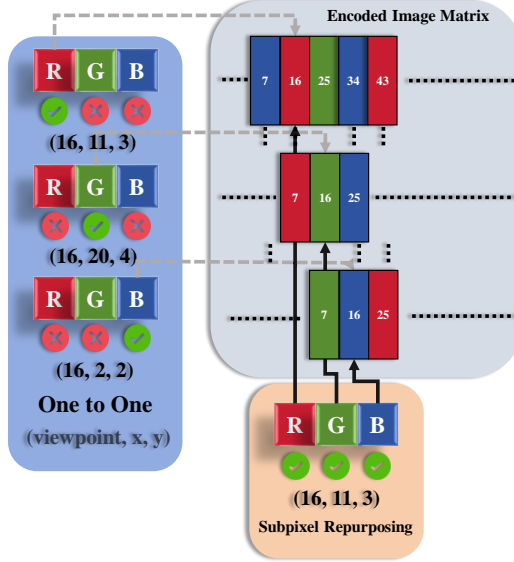 Encoded Image Matrix
R G B
(16, 11, 3)
R G B
(16, 20, 4)
R G B
(16, 2, 2)
One to One
(viewpoint, x, y)
7 16 25 34 43
7 16 25
7 16 25
R G B
(16, 11, 3)
Subpixel Repurposing